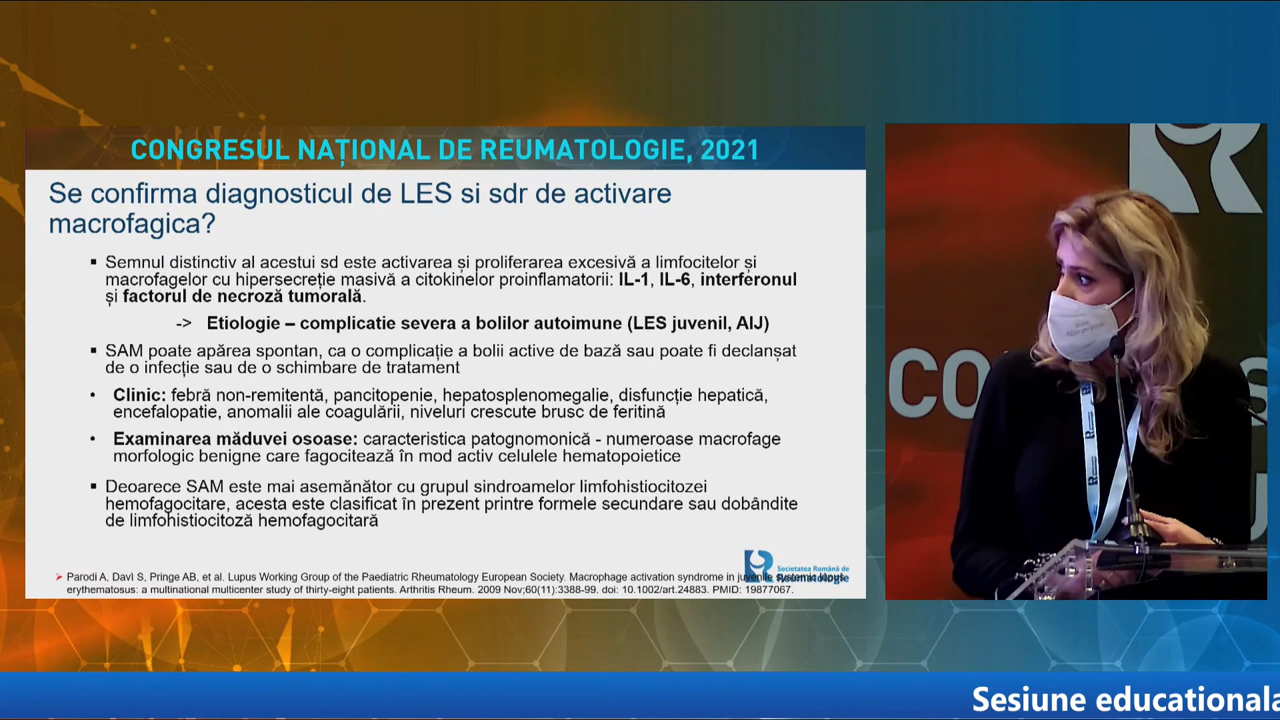 CONGRESUL NAȚIONAL DE REUMATOLOGIE, 2021
Se confirma diagnosticul de LES si sdr de activare
macrofagica?
▪ Semnul distinctiv al acestui sd este activarea și proliferarea excesivă a limfocitelor și
macrofagelor cu hipersecreție masivă a citokinelor proinflamatorii: IL-1, IL-6, interferonul
și factorul de necroză tumorală.
-> Etiologie – complicatie severa a bolilor autoimune (LES juvenil, AIJ)
▪ SAM poate apărea spontan, ca o complicație a bolii active de bază sau poate fi declanșat
de o infecție sau de o schimbare de tratament
• Clinic: febră non-remitentă, pancitopenie, hepatosplenomegalie, disfuncție hepatică,
encefalopatie, anomalii ale coagulării, niveluri crescute brusc de feritină
• Examinarea măduvei osoase: caracteristica patognomonică - numeroase macrofage
morfologic benigne care fagocitează în mod activ celulele hematopoietice
▪ Deoarece SAM este mai asemănător cu grupul sindroamelor limfohistiocitozei
hemofagocitare, acesta este clasificat în prezent printre formele secundare sau dobândite
de limfohistiocitoză hemofagocitară
Societatea Română de
Reumatologie
➢ Parodi A, Davì S, Pringe AB, et al. Lupus Working Group of the Paediatric Rheumatology European Society. Macrophage activation syndrome in juvenile systemic lupus
erythematosus: a multinational multicenter study of thirty-eight patients. Arthritis Rheum. 2009 Nov;60(11):3388-99. doi: 10.1002/art.24883. PMID: 19877067.
CO
S
U
Sesiune educationala